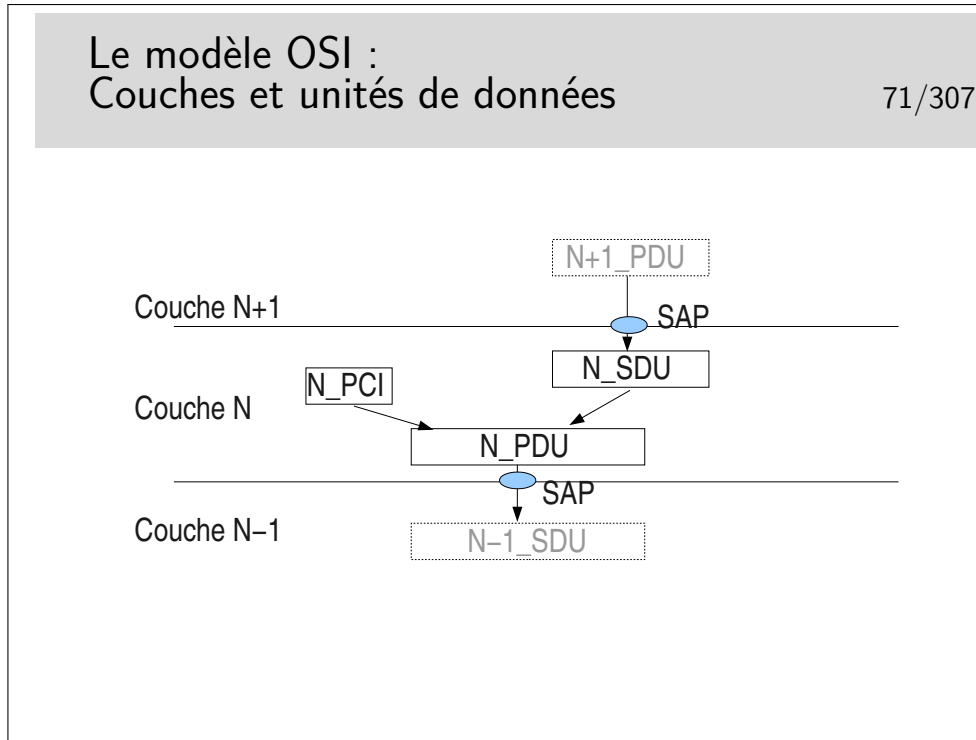 Le modèle OSI :
Couches et unités de données 71/307
N+1_PDU
Couche N+1
SAP
N_SDU
N_PCI
Couche N
N_PDU
SAP
Couche N−1
N−1_SDU